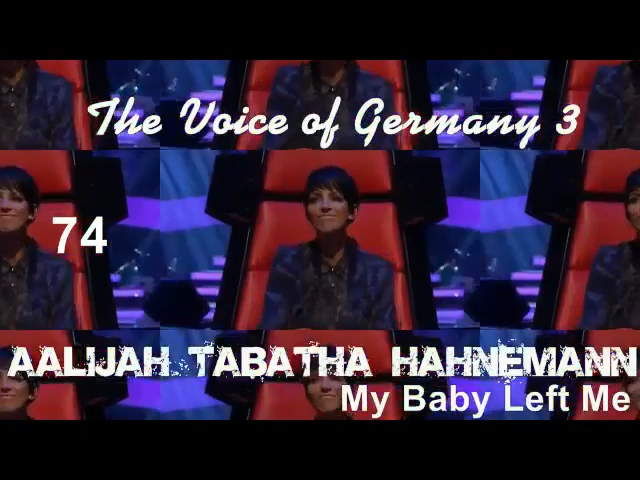 The Voice of Germany 3
74
AALIJAH TABATHA HAHNEMANN
My Baby Left Me